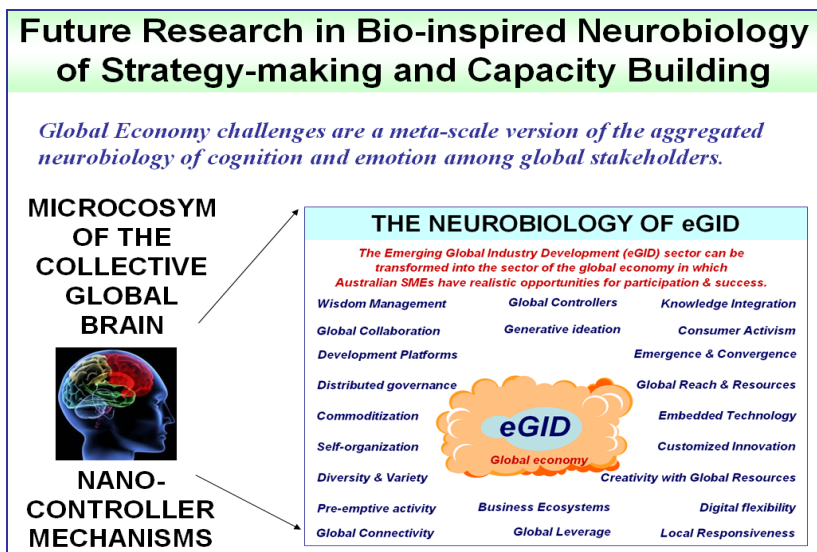 Future Research in Bio-inspired Neurobiology
of Strategy-making and Capacity Building
Global Economy challenges are a meta-scale version of the aggregated
neurobiology of cognition and emotion among global stakeholders.
MICROCOSYM
OF THE
COLLECTIVE
GLOBAL
BRAIN
NANO-
CONTROLLER
MECHANISMS
THE NEUROBIOLOGY OF eGID
The Emerging Global Industry Development (eGID) sector can be
transformed into the sector of the global economy in which
Australian SMEs have realistic opportunities for participation & success.
Wisdom Management Global Controllers Knowledge Integration
Global Collaboration Generative ideation Consumer Activism
Development Platforms Emergence & Convergence
Distributed governance Global Reach & Resources
Commoditization eGID Embedded Technology
Self-organization Global economy Customized Innovation
Diversity & Variety Creativity with Global Resources
Pre-emptive activity Business Ecosystems Digital flexibility
Global Connectivity Global Leverage Local Responsiveness